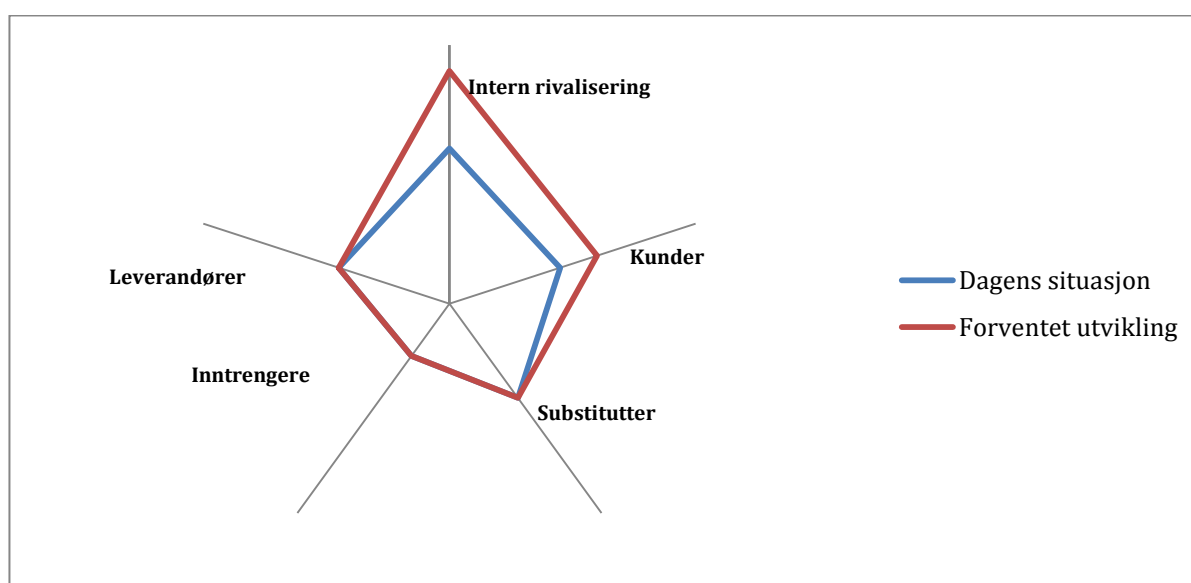 Intern rivalisering
Kunder
Leverandører
Dagens situasjon
Forventet utvikling
Inntrengere
Substitutter